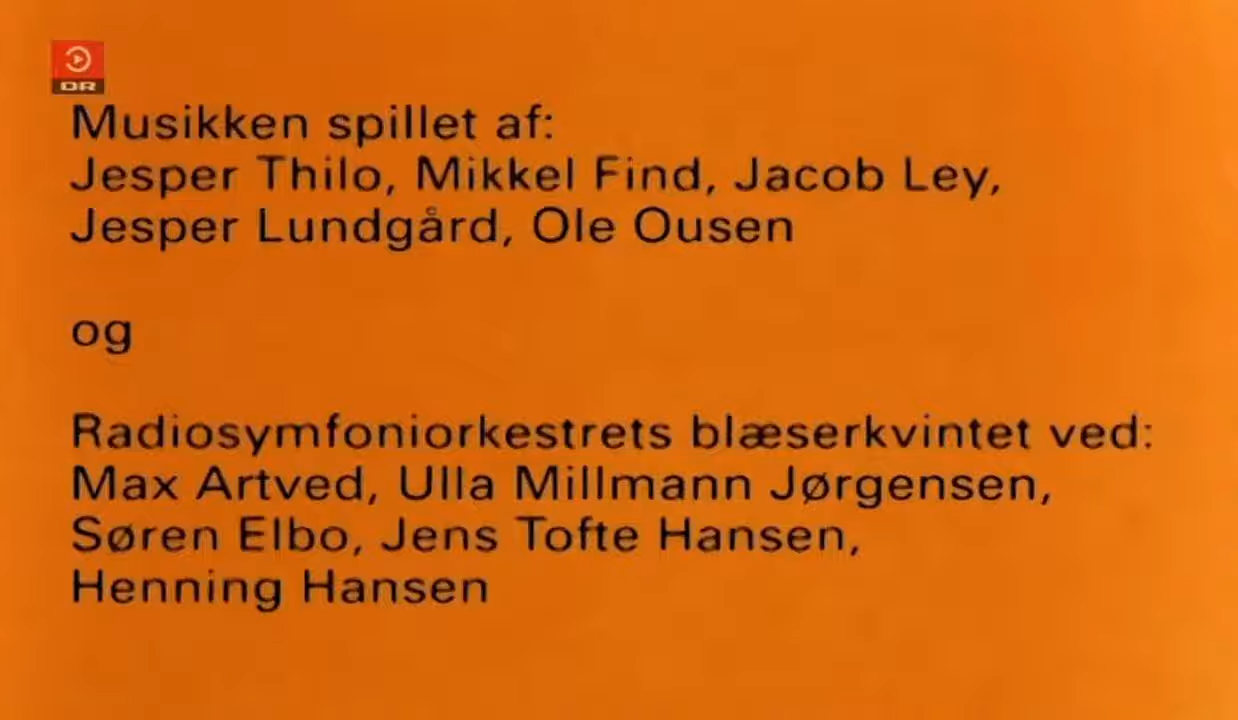 DR
Musikken spillet af:
Jesper Thilo, Mikkel Find, Jacob Ley,
Jesper Lundgård, Ole Ousen
og
Radiosymfoniorkestrets blæserkvintet ved:
Max Artved, Ulla Millmann Jørgensen,
Søren Elbo, Jens Tofte Hansen,
Henning Hansen